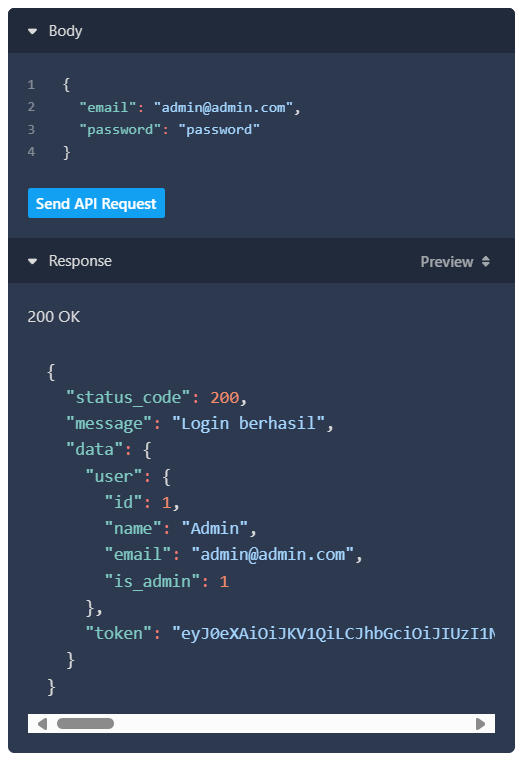 Body
1 {
2   "email": "admin@admin.com",
3   "password": "password"
4 }
Send API Request
Response Preview
200 OK
{
  "status_code": 200,
  "message": "Login berhasil",
  "data": {
    "user": {
      "id": 1,
      "name": "Admin",
      "email": "admin@admin.com",
      "is_admin": 1
    },
    "token": "eyJ0eXAiOiJKV1QiLCJhbGciOiJIUzI1N
  }
}